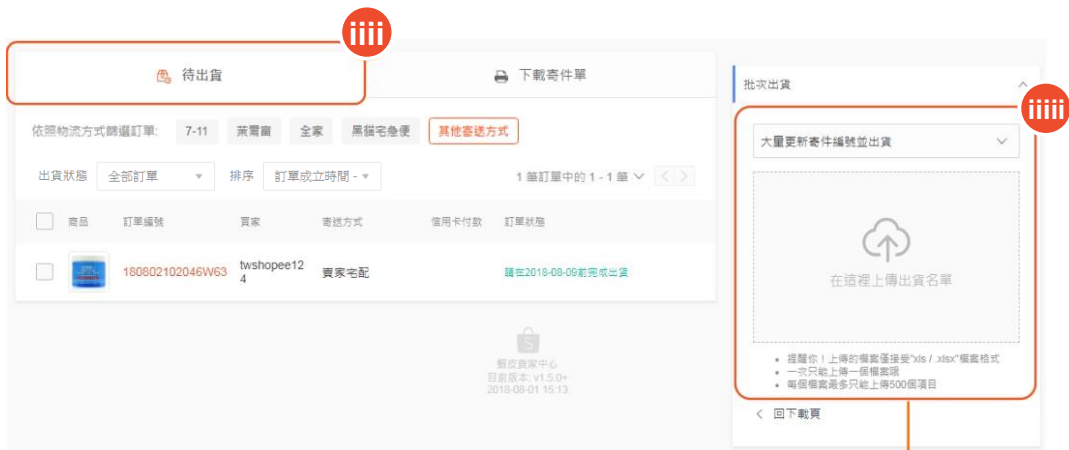 iiii
待出貨
下載寄件單
依照物流方式篩選訂單: 7-11 萊爾富 全家 黑貓宅急便 其他寄送方式
出貨狀態 全部訂單 排序 訂單成立時間 - 1 筆訂單中的 1 - 1 筆
商品 訂單編號 買家 寄送方式 信用卡付款 訂單狀態
180802102046W63 twshopee124 賣家宅配 請在2018-08-09前完成出貨
蝦皮賣家中心
目前版本: v1.5.0+
2018-08-01 15:13
批次出貨
iiiii
大量更新寄件編號並出貨
在這裡上傳出貨名單
提醒你！上傳的檔案僅接受"xls / .xlsx"檔案格式
一次只能上傳一個檔案哦
每個檔案最多只能上傳500個項目
回下載頁